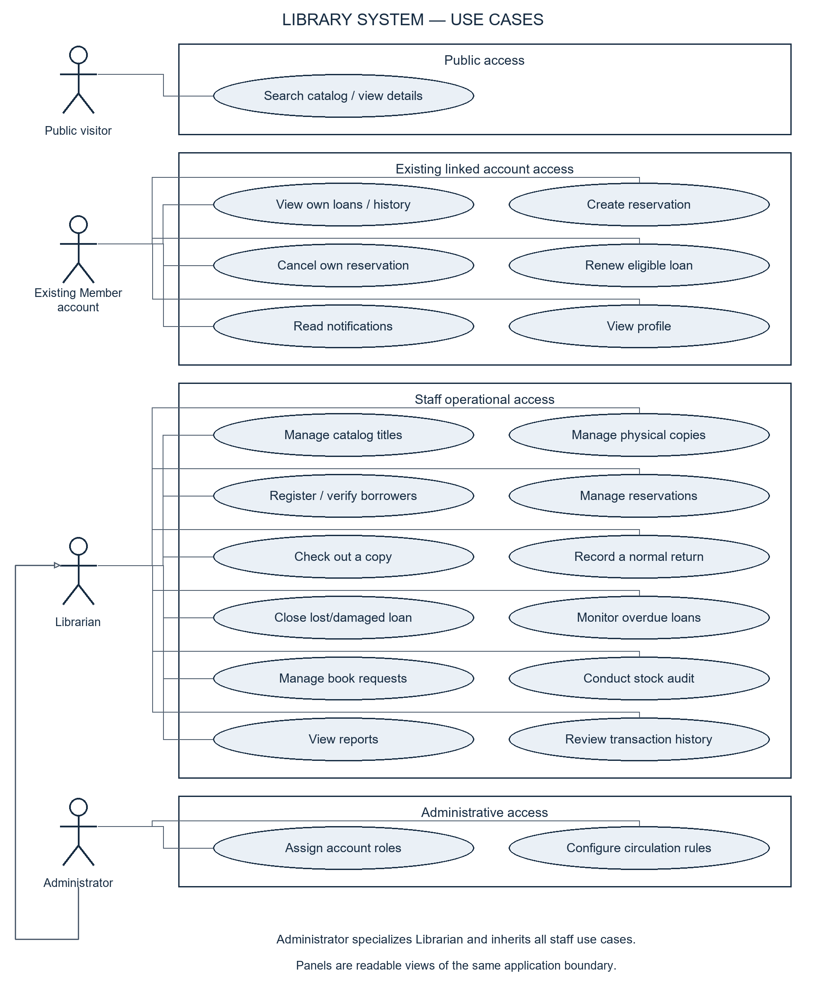 LIBRARY SYSTEM — USE CASES
Public access
Search catalog / view details
Public visitor
Existing linked account access
View own loans / history
Create reservation
Cancel own reservation
Renew eligible loan
Existing Member
account
Read notifications
View profile
Staff operational access
Manage catalog titles
Manage physical copies
Register / verify borrowers
Manage reservations
Check out a copy
Record a normal return
Librarian
Close lost/damaged loan
Monitor overdue loans
Manage book requests
Conduct stock audit
View reports
Review transaction history
Administrative access
Assign account roles
Configure circulation rules
Administrator
Administrator specializes Librarian and inherits all staff use cases.
Panels are readable views of the same application boundary.